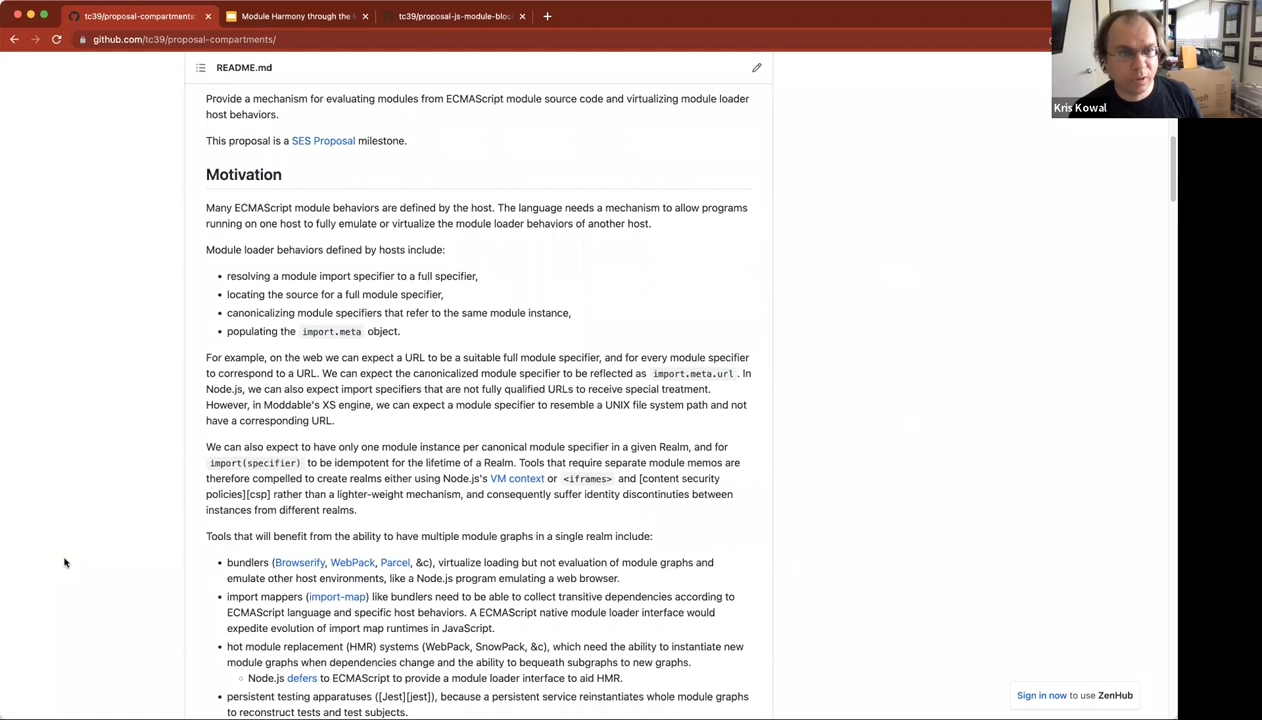 tc39/proposal-compartments:
Module Harmony through the l
tc39/proposal-js-module-bloc
github.com/tc39/proposal-compartments/
Kris Kowal
README.md
Provide a mechanism for evaluating modules from ECMAScript module source code and virtualizing module loader
host behaviors.
This proposal is a SES Proposal milestone.
Motivation
Many ECMAScript module behaviors are defined by the host. The language needs a mechanism to allow programs
running on one host to fully emulate or virtualize the module loader behaviors of another host.
Module loader behaviors defined by hosts include:
• resolving a module import specifier to a full specifier,
• locating the source for a full module specifier,
• canonicalizing module specifiers that refer to the same module instance,
• populating the import.meta object.
For example, on the web we can expect a URL to be a suitable full module specifier, and for every module specifier
to correspond to a URL. We can expect the canonicalized module specifier to be reflected as import.meta.url. In
Node.js, we can also expect import specifiers that are not fully qualified URLs to receive special treatment.
However, in Moddable's XS engine, we can expect a module specifier to resemble a UNIX file system path and not
have a corresponding URL.
We can also expect to have only one module instance per canonical module specifier in a given Realm, and for
import(specifier) to be idempotent for the lifetime of a Realm. Tools that require separate module memos are
therefore compelled to create realms either using Node.js's VM context or <iframes> and [content security
policies][csp] rather than a lighter-weight mechanism, and consequently suffer identity discontinuties between
instances from different realms.
Tools that will benefit from the ability to have multiple module graphs in a single realm include:
• bundlers (Browserify, WebPack, Parcel, &c), virtualize loading but not evaluation of module graphs and
emulate other host environments, like a Node.js program emulating a web browser.
• import mappers (import-map) like bundlers need to be able to collect transitive dependencies according to
ECMAScript language and specific host behaviors. A ECMAScript native module loader interface would
expedite evolution of import map runtimes in JavaScript.
• hot module replacement (HMR) systems (WebPack, SnowPack, &c), which need the ability to instantiate new
module graphs when dependencies change and the ability to bequeath subgraphs to new graphs.
◦ Node.js defers to ECMAScript to provide a module loader interface to aid HMR.
• persistent testing apparatuses ([Jest][jest]), because a persistent service reinstantiates whole module graphs
to reconstruct tests and test subjects.
Sign in now to use ZenHub